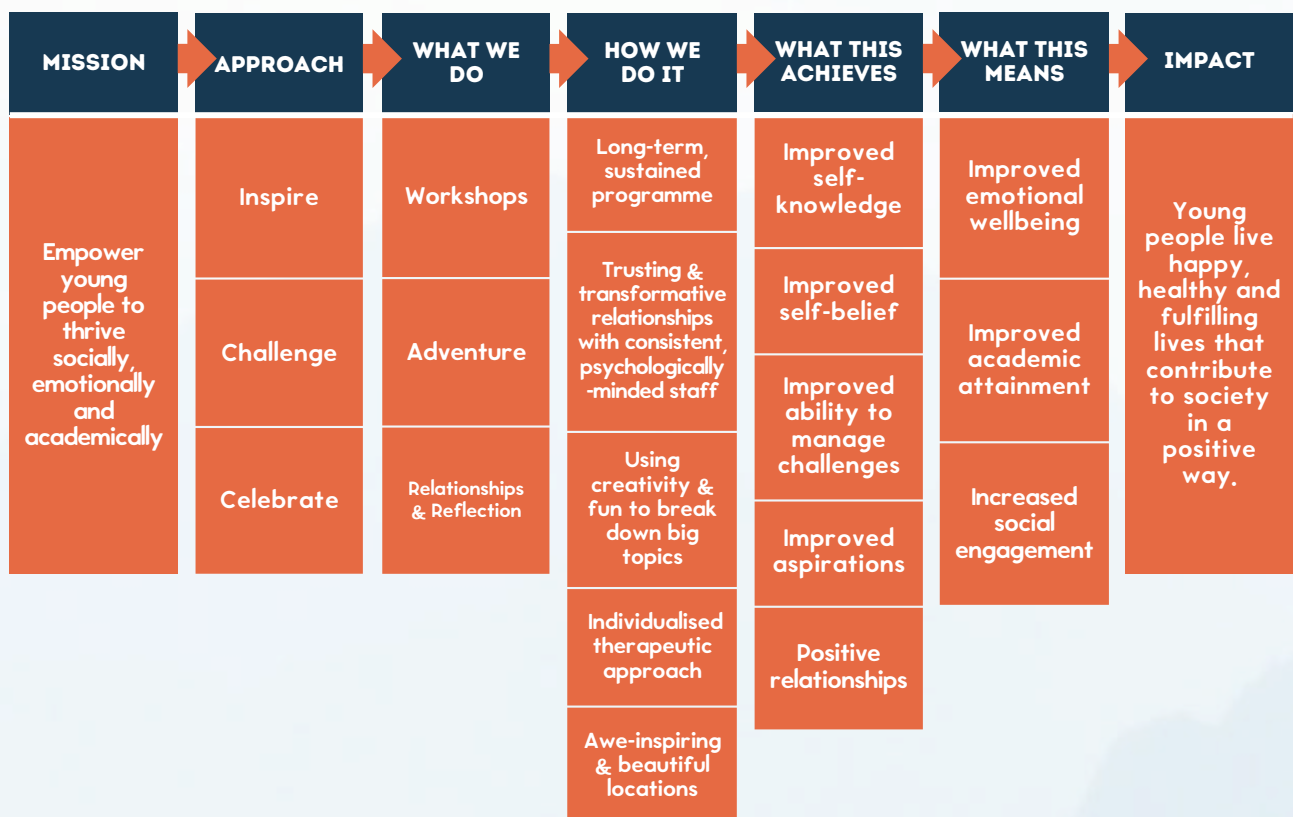 MISSION
Empower
young
people to
thrive
socially,
emotionally
and
academically
APPROACH
Inspire
Challenge
Celebrate
WHAT WE
DO
Workshops
Adventure
Relationships
& Reflection
HOW WE
DO IT
Long-term,
sustained
programme
Trusting &
transformative
relationships
with consistent,
psychologically
-minded staff
Using
creativity &
fun to break
down big
topics
Individualised
therapeutic
approach
Awe-inspiring
& beautiful
locations
WHAT THIS
ACHIEVES
Improved
self-
knowledge
Improved
self-belief
Improved
ability to
manage
challenges
Improved
aspirations
Positive
relationships
WHAT THIS
MEANS
Improved
emotional
wellbeing
Improved
academic
attainment
Increased
social
engagement
IMPACT
Young
people live
happy,
healthy and
fulfilling
lives that
contribute
to society
in a
positive
way.